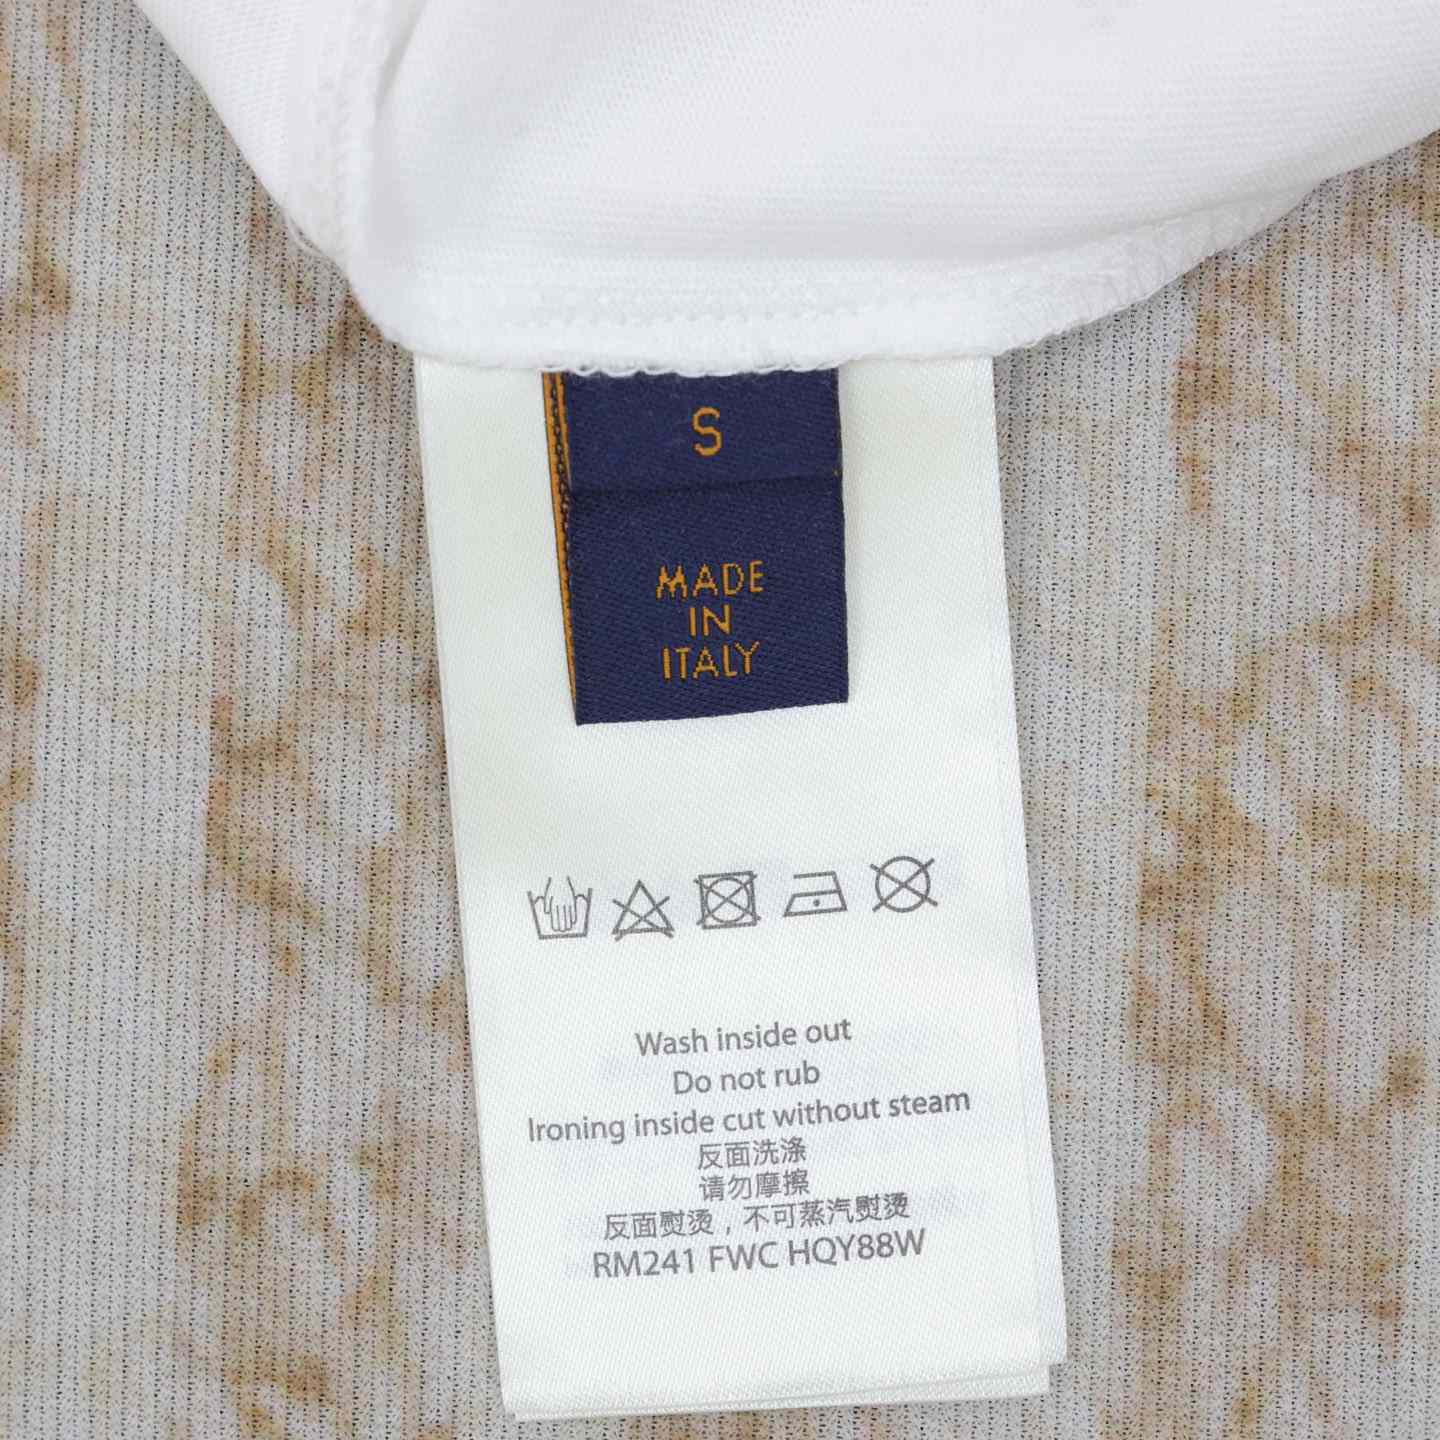 S
MADE
IN
ITALY
Wash inside out
Do not rub
Ironing inside cut without steam
反面洗涤
请勿摩擦
反面熨烫，不可蒸汽熨烫
RM241 FWC HQY88W